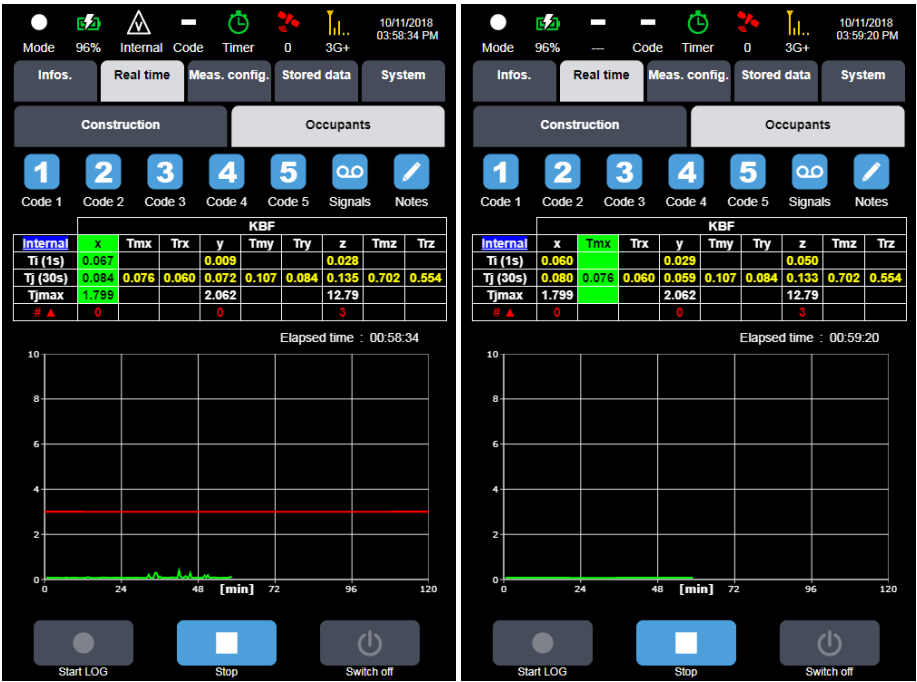 10/11/2018
03:58:34 PM
Mode 96% Internal Code Timer 0 3G+
Infos. Real time Meas. config. Stored data System
Construction Occupants
1 2 3 4 5
Code 1 Code 2 Code 3 Code 4 Code 5 Signals Notes
KBF
Internal x Tmx Trx y Tmy Try z Tmz Trz
Ti (1s) 0.067 0.009 0.028
Tj (30s) 0.084 0.076 0.060 0.072 0.107 0.084 0.135 0.702 0.554
Tjmax 1.799 2.062 12.79
# ▲ 0 0 3
Elapsed time : 00:58:34
10
8
6
4
2
0
0 24 48 [min] 72 96 120
Start LOG Stop Switch off
10/11/2018
03:59:20 PM
Mode 96% --- Code Timer 0 3G+
Infos. Real time Meas. config. Stored data System
Construction Occupants
1 2 3 4 5
Code 1 Code 2 Code 3 Code 4 Code 5 Signals Notes
KBF
Internal x Tmx Trx y Tmy Try z Tmz Trz
Ti (1s) 0.060 0.029 0.050
Tj (30s) 0.080 0.076 0.060 0.059 0.107 0.084 0.133 0.702 0.554
Tjmax 1.799 2.062 12.79
# ▲ 0 0 3
Elapsed time : 00:59:20
10
8
6
4
2
0
0 24 48 [min] 72 96 120
Start LOG Stop Switch off